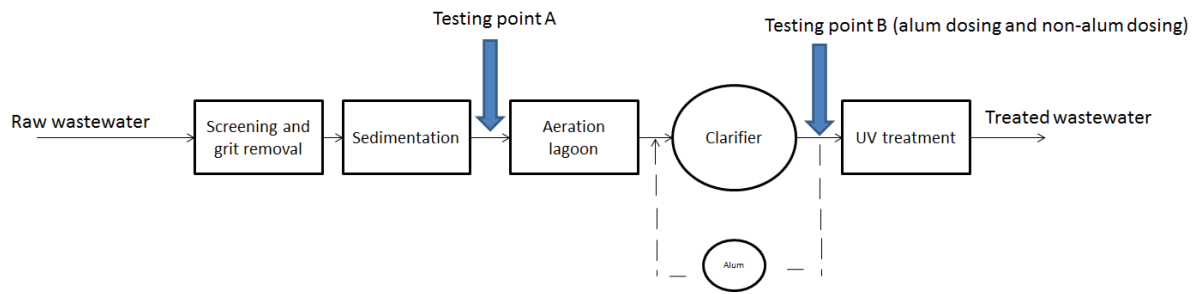 Testing point A
Testing point B (alum dosing and non-alum dosing)
Raw wastewater
Screening and
grit removal
Sedimentation
Aeration
lagoon
Clarifier
UV treatment
Treated wastewater
Alum